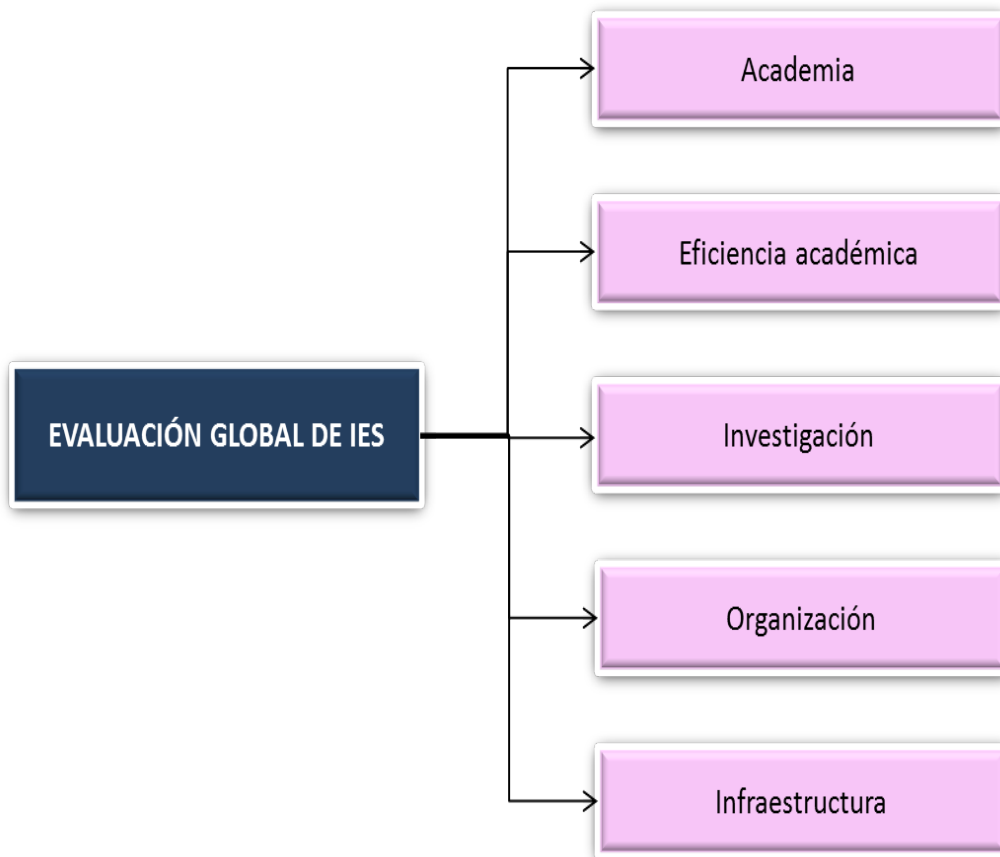 Academia
Eficiencia académica
EVALUACIÓN GLOBAL DE IES
Investigación
Organización
Infraestructura